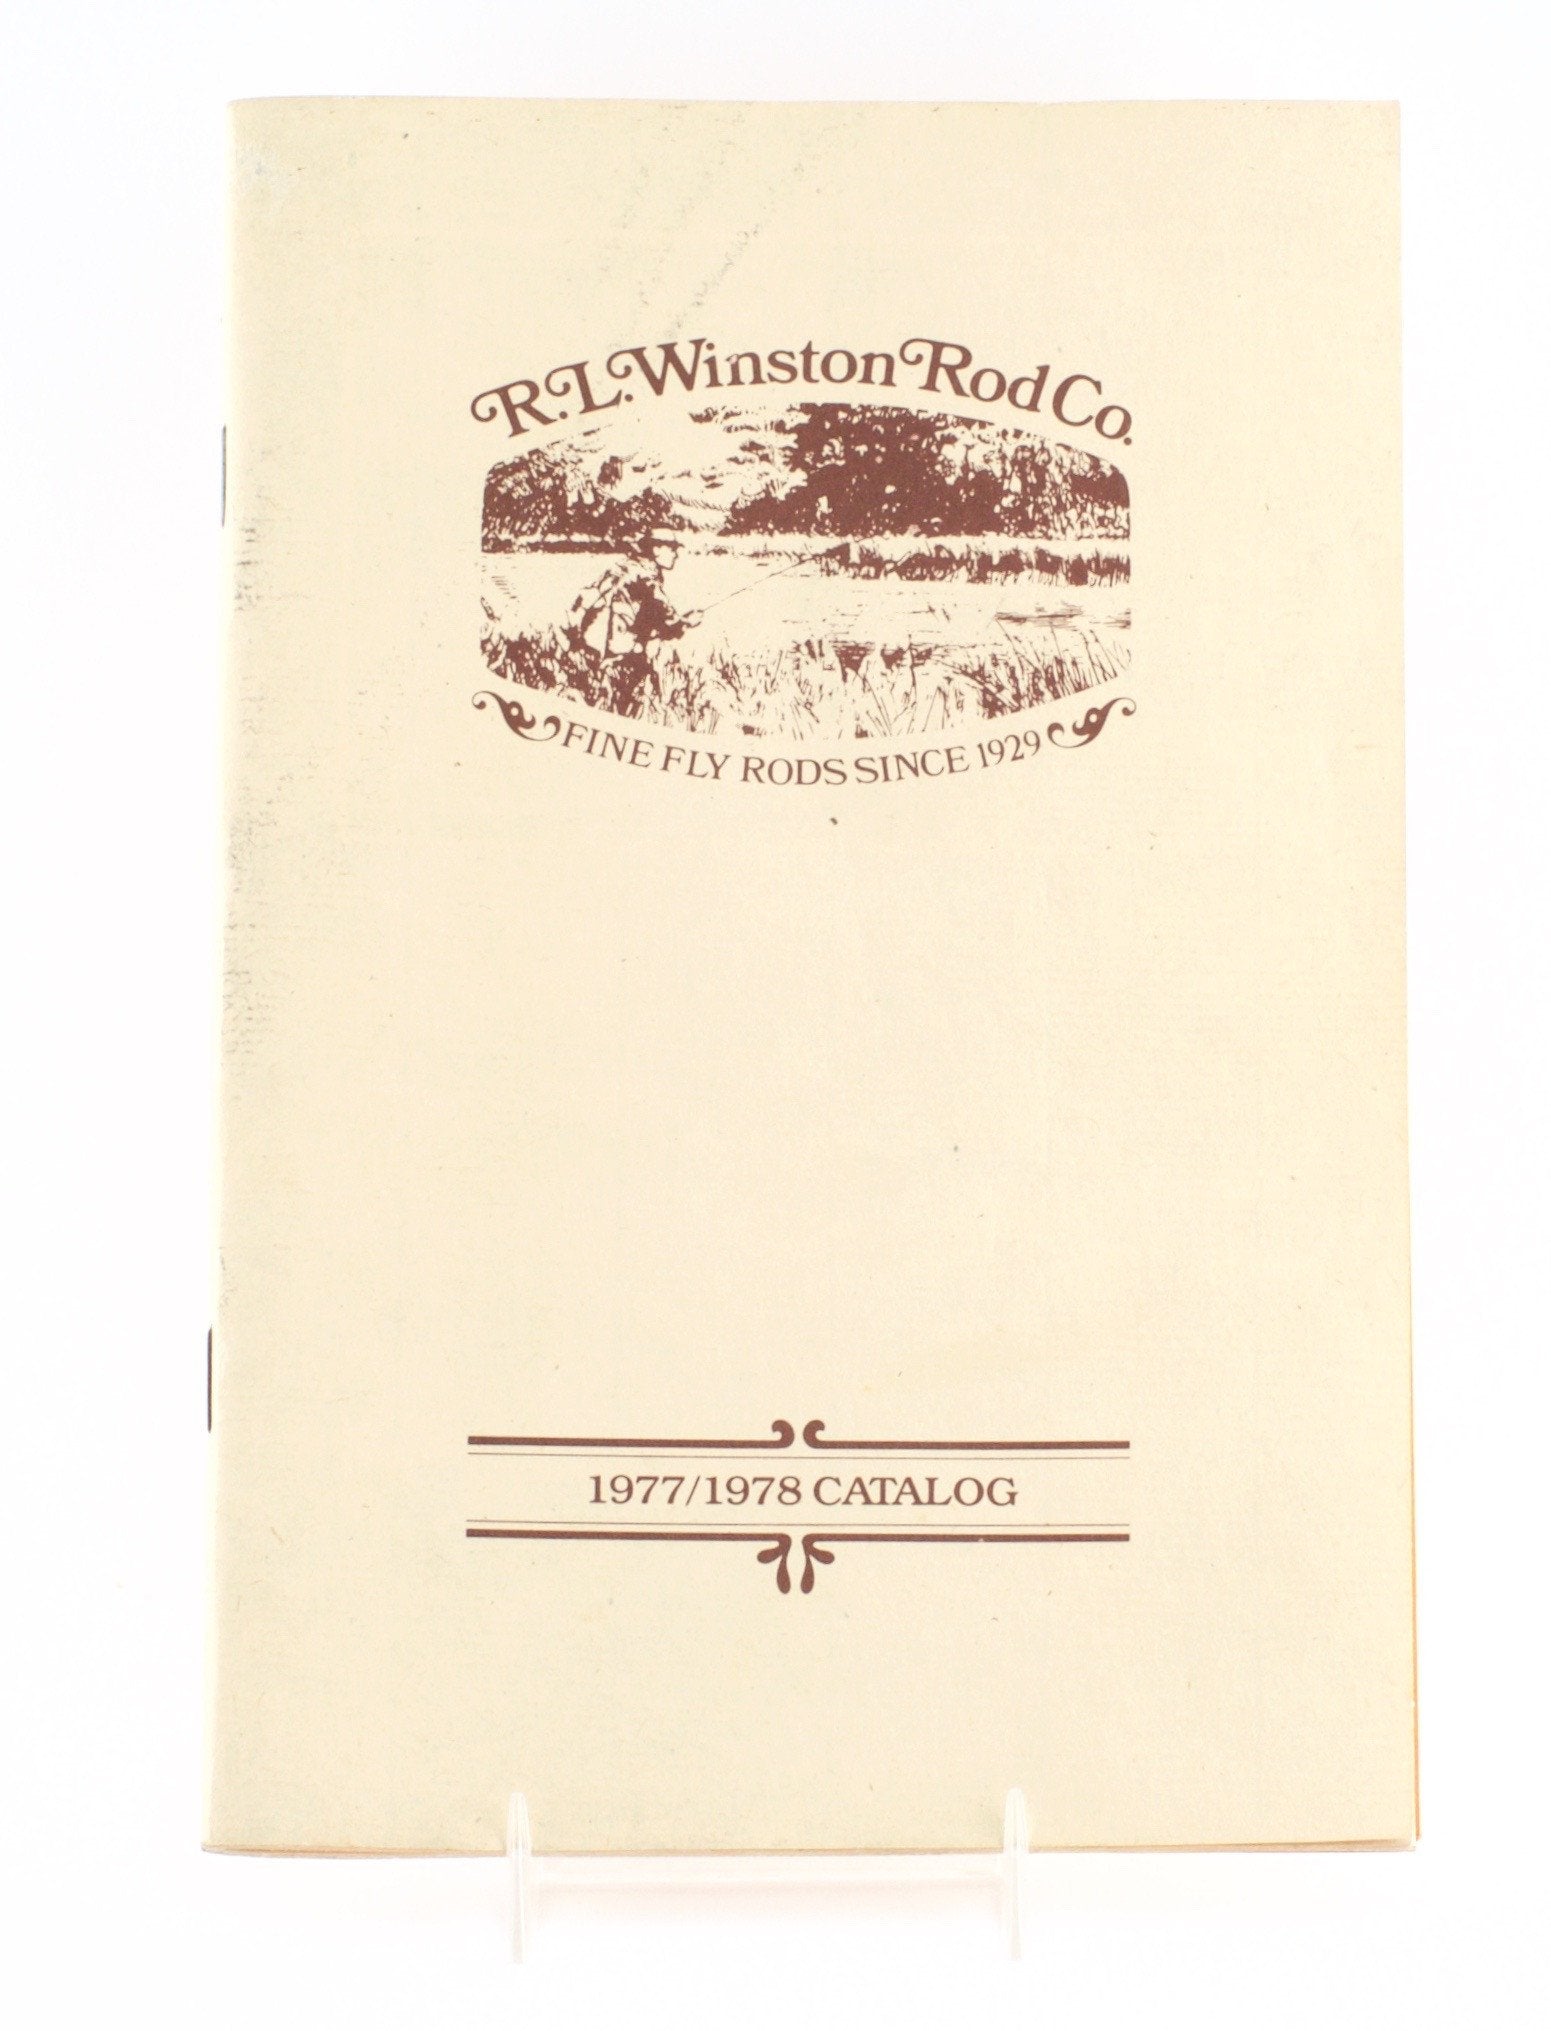 R.L. Winston Rod Co.
FINE FLY RODS SINCE 1929
1977/1978 CATALOG